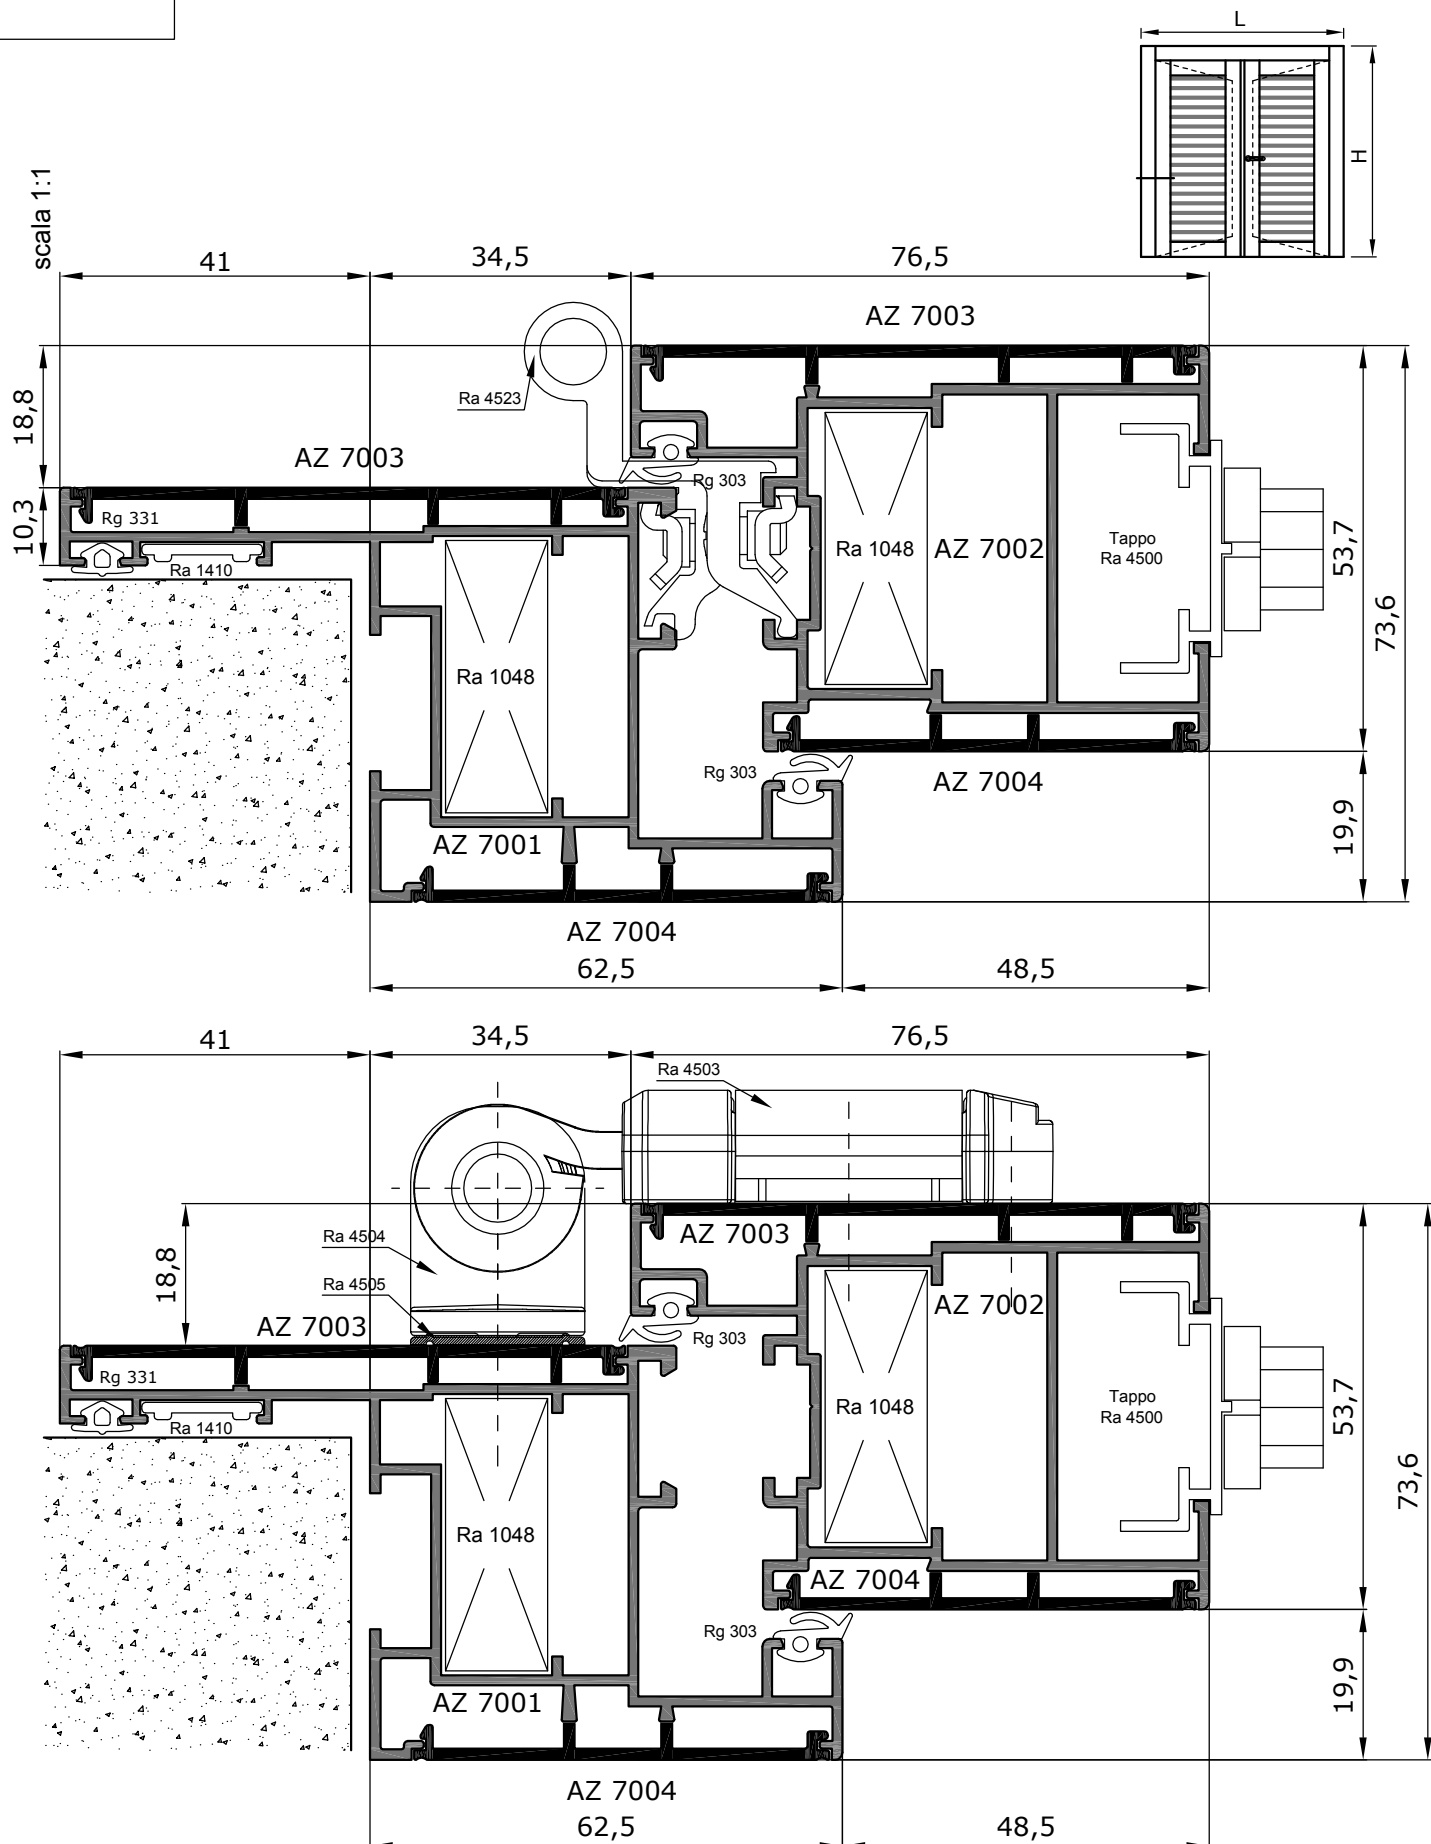 L
H
scala 1:1
41
34,5
76,5
AZ 7003
Ra 4523
18,8
AZ 7003
Rg 303
10,3
Rg 331
Ra 1410
Ra 1048
AZ 7002
Tappo
Ra 4500
53,7
73,6
Ra 1048
Rg 303
AZ 7004
19,9
AZ 7001
AZ 7004
62,5
48,5
41
34,5
76,5
Ra 4503
Ra 4504
AZ 7003
18,8
Ra 4505
AZ 7002
AZ 7003
Rg 303
Rg 331
Ra 1410
Ra 1048
Tappo
Ra 4500
53,7
73,6
Ra 1048
AZ 7004
Rg 303
19,9
AZ 7001
AZ 7004
62,5
48,5